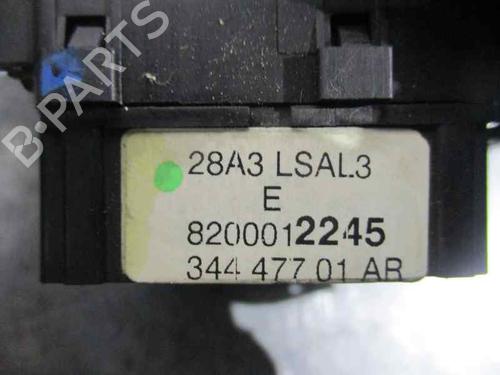 B-PARTS
28A3 LSAL3
E
8200012245
344 477 01 AR